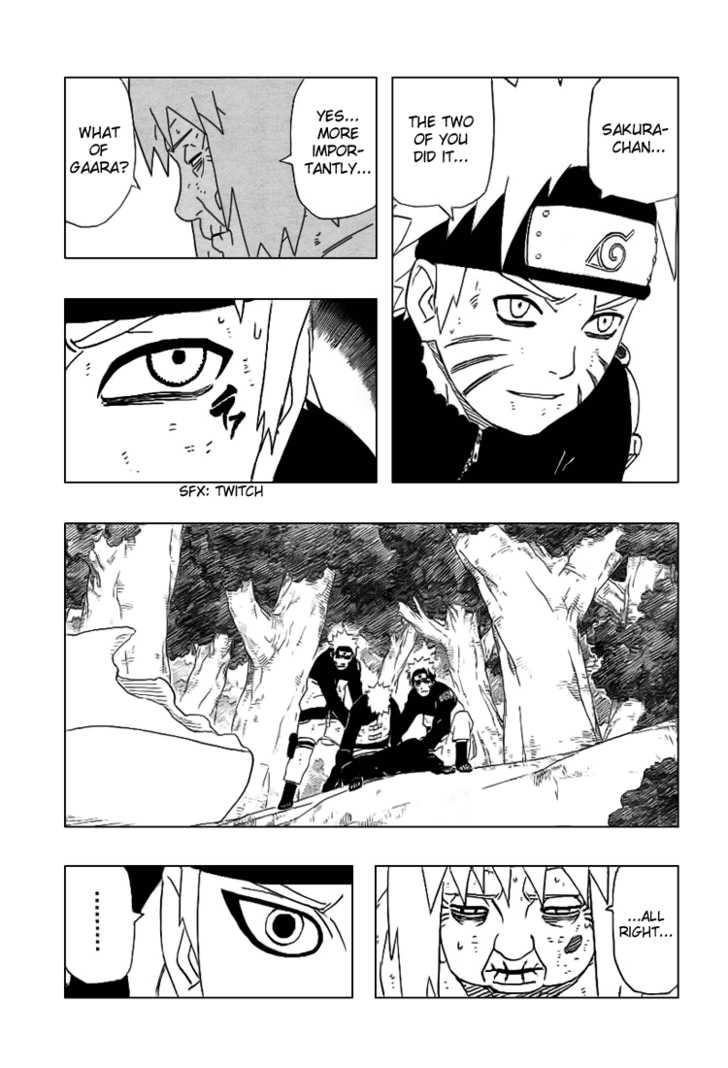 SAKURA-
CHAN...
THE TWO
OF YOU
DID IT...
YES...
MORE
IMPOR-
TANTLY...
WHAT
OF
GAARA?
SFX: TWITCH
...ALL
RIGHT...
.........